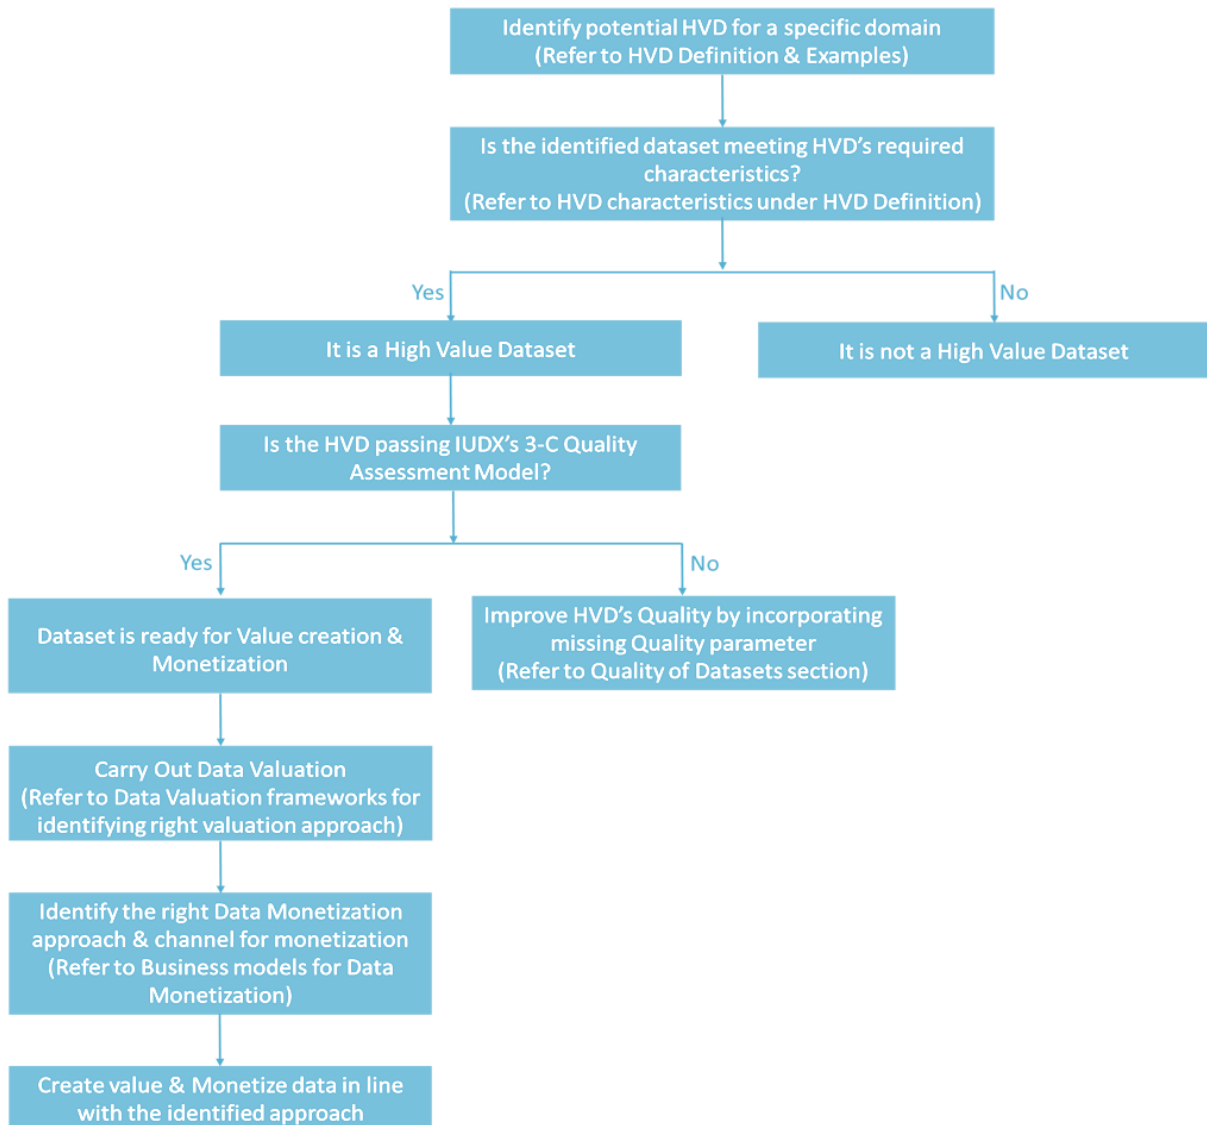 Identify potential HVD for a specific domain
(Refer to HVD Definition & Examples)
Is the identified dataset meeting HVD’s required
characteristics?
(Refer to HVD characteristics under HVD Definition)
Yes
No
It is a High Value Dataset
It is not a High Value Dataset
Is the HVD passing IUDX’s 3-C Quality
Assessment Model?
Yes
No
Dataset is ready for Value creation &
Monetization
Improve HVD’s Quality by incorporating
missing Quality parameter
(Refer to Quality of Datasets section)
Carry Out Data Valuation
(Refer to Data Valuation frameworks for
identifying right valuation approach)
Identify the right Data Monetization
approach & channel for monetization
(Refer to Business models for Data
Monetization)
Create value & Monetize data in line
with the identified approach